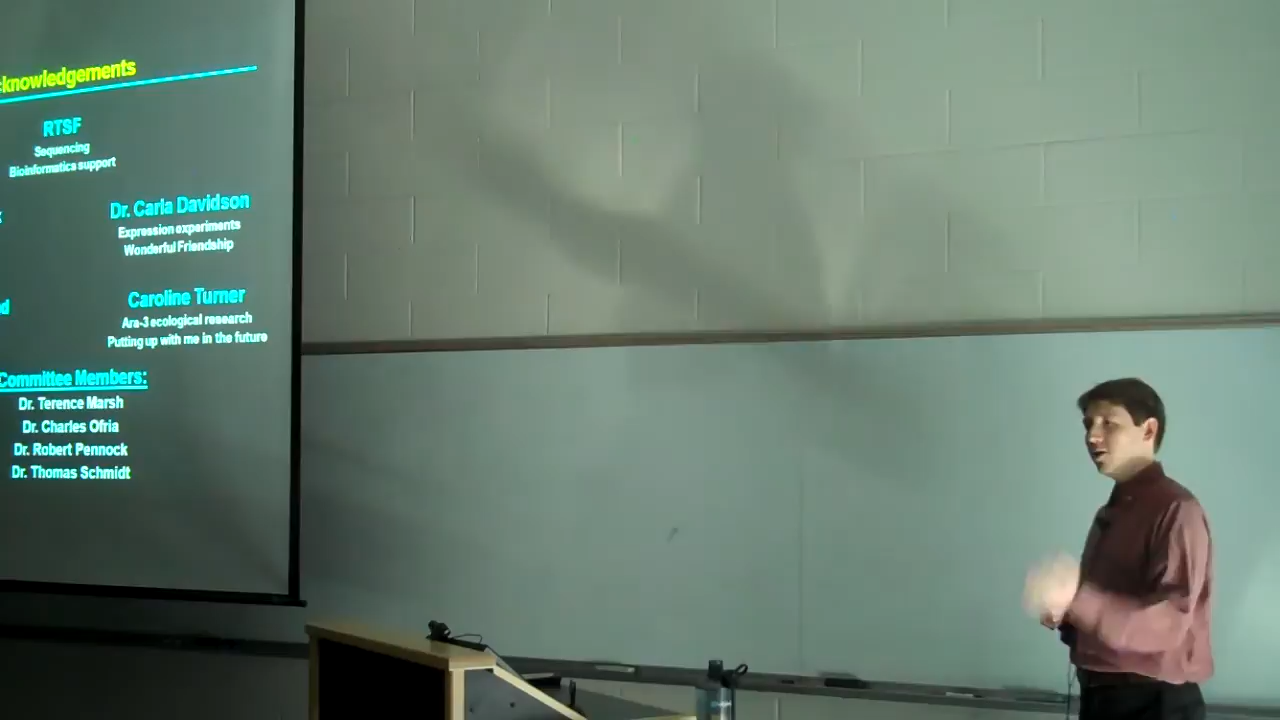 knowledgements
RTSF
Sequencing
Bioinformatics support
Dr. Carla Davidson
Expression experiments
Wonderful Friendship
Caroline Turner
Ara-3 ecological research
Putting up with me in the future
Committee Members:
Dr. Terence Marsh
Dr. Charles Ofria
Dr. Robert Pennock
Dr. Thomas Schmidt